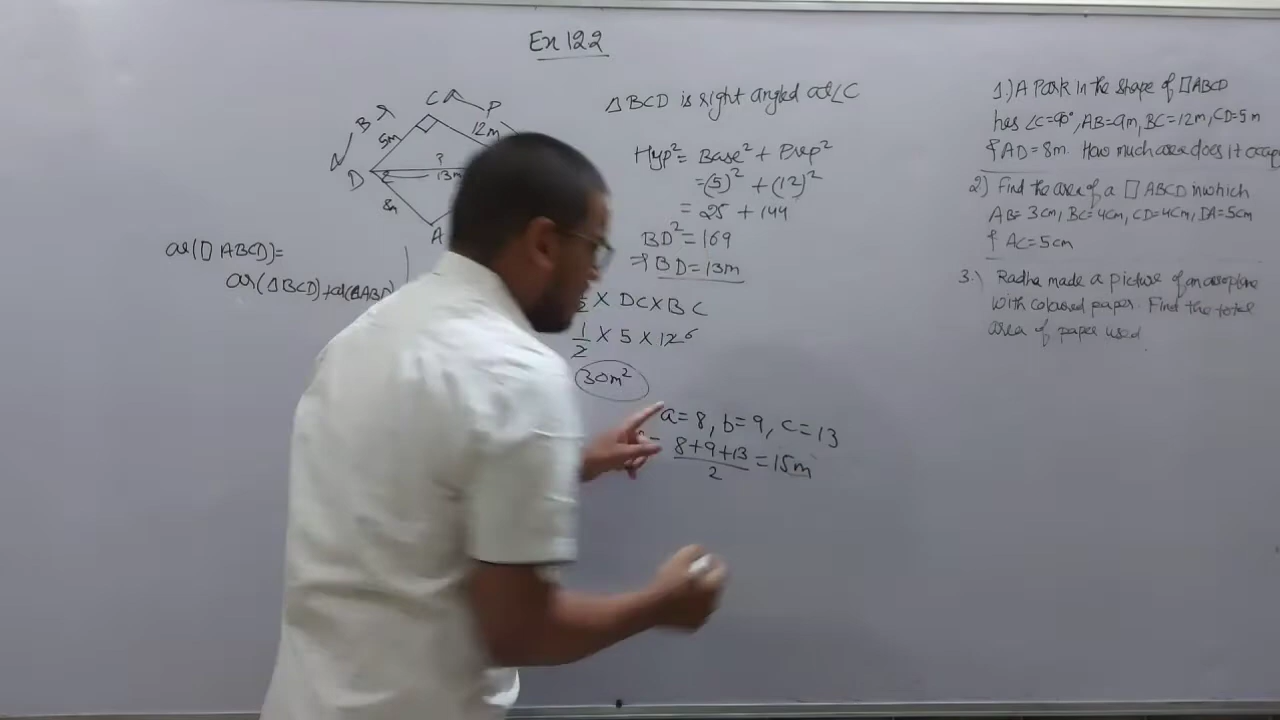 Ex 12.2
C
P
B
5m
12m
D
?
13m
8m
A
ar(□ ABCD)=
ar(ΔBCD)+ar(ΔABD)
Δ BCD is right angled at ∠C
Hyp² = Base² + Prep²
=(5)² + (12)²
= 25 + 144
BD² = 169
⇒ BD = 13m
X DC X BC
1/2 X 5 X 12 6
30m²
a=8, b=9, c=13
8+9+13/2 = 15m
1.) A Park in the shape of □ABCD
has ∠C=90°, AB=9m, BC=12m, CD=5m
& AD=8m. How much area does it
2) Find the area of a □ ABCD in which
AB=3cm, BC=4cm, CD=4cm, DA=5cm
& AC=5cm
3.) Radha made a picture of an aeroplane
with coloured paper. Find the total
area of paper used.